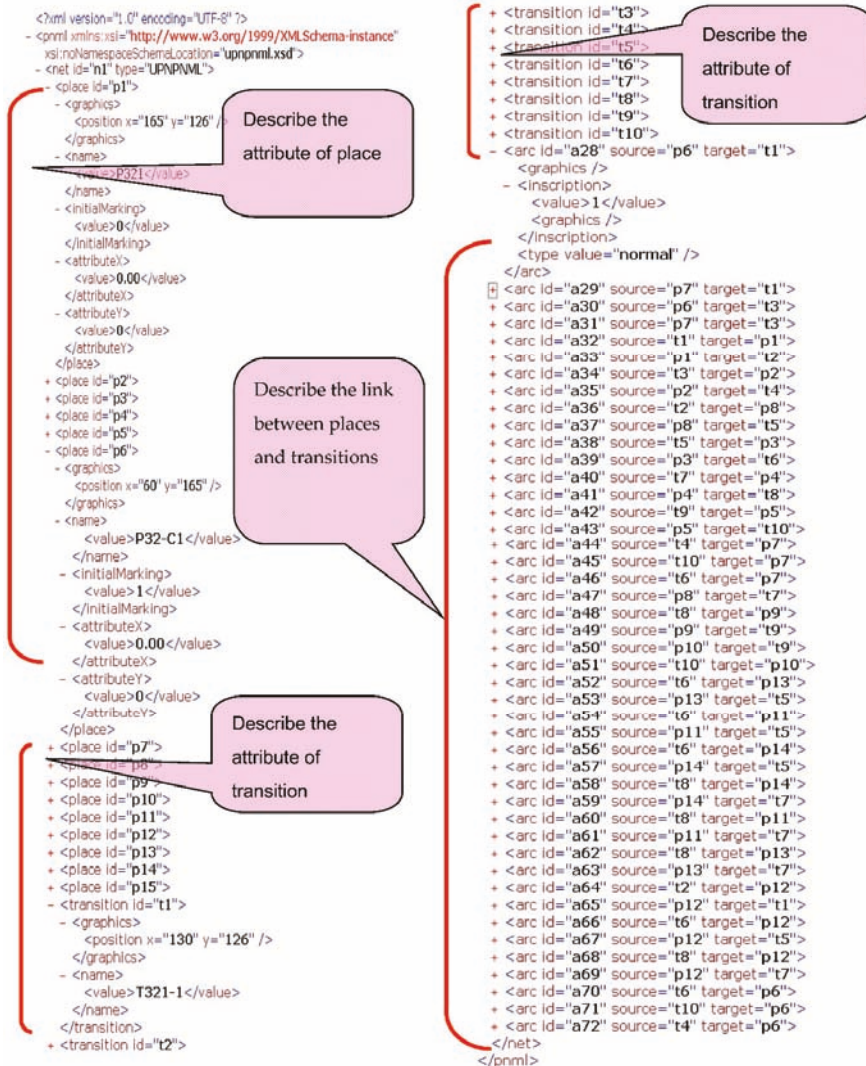 <?xml version="1.0" encoding="UTF-8" ?>
- <pnml xmlns:xsi="http://www.w3.org/1999/XMLSchema-instance"
xsi:noNamespaceSchemaLocation="upnpnml.xsd">
- <net id="n1" type="UPNPNML">
- <place id="p1">
- <graphics>
<position x="165" y="126" />
</graphics>
- <name>
<value>P321</value>
</name>
- <initialMarking>
<value>0</value>
</initialMarking>
- <attributeX>
<value>0.00</value>
</attributeX>
- <attributeY>
<value>0</value>
</attributeY>
</place>
+ <place id="p2">
+ <place id="p3">
+ <place id="p4">
+ <place id="p5">
- <place id="p6">
- <graphics>
<position x="60" y="165" />
</graphics>
- <name>
<value>P32-C1</value>
</name>
- <initialMarking>
<value>1</value>
</initialMarking>
- <attributeX>
<value>0.00</value>
</attributeX>
- <attributeY>
<value>0</value>
</attributeY>
</place>
+ <place id="p7">
+ <place id="p8">
+ <place id="p9">
+ <place id="p10">
+ <place id="p11">
+ <place id="p12">
+ <place id="p13">
+ <place id="p14">
+ <place id="p15">
- <transition id="t1">
- <graphics>
<position x="130" y="126" />
</graphics>
- <name>
<value>T321-1</value>
</name>
</transition>
+ <transition id="t2">
Describe the
attribute of place
Describe the link
between places
and transitions
Describe the
attribute of
transition
+ <transition id="t3">
+ <transition id="t4">
+ <transition id="t5">
+ <transition id="t6">
+ <transition id="t7">
+ <transition id="t8">
+ <transition id="t9">
+ <transition id="t10">
- <arc id="a28" source="p6" target="t1">
<graphics />
- <inscription>
<value>1</value>
<graphics />
</inscription>
<type value="normal" />
</arc>
+ <arc id="a29" source="p7" target="t1">
+ <arc id="a30" source="p6" target="t3">
+ <arc id="a31" source="p7" target="t3">
+ <arc id="a32" source="t1" target="p1">
+ <arc id="a33" source="p1" target="t2">
+ <arc id="a34" source="t3" target="p2">
+ <arc id="a35" source="p2" target="t4">
+ <arc id="a36" source="t2" target="p8">
+ <arc id="a37" source="p8" target="t5">
+ <arc id="a38" source="t5" target="p3">
+ <arc id="a39" source="p3" target="t6">
+ <arc id="a40" source="t7" target="p4">
+ <arc id="a41" source="p4" target="t8">
+ <arc id="a42" source="t9" target="p5">
+ <arc id="a43" source="p5" target="t10">
+ <arc id="a44" source="t4" target="p7">
+ <arc id="a45" source="t10" target="p7">
+ <arc id="a46" source="t6" target="p7">
+ <arc id="a47" source="p8" target="t7">
+ <arc id="a48" source="t8" target="p9">
+ <arc id="a49" source="p9" target="t9">
+ <arc id="a50" source="p10" target="t9">
+ <arc id="a51" source="t10" target="p10">
+ <arc id="a52" source="t6" target="p13">
+ <arc id="a53" source="p13" target="t5">
+ <arc id="a54" source="t6" target="p11">
+ <arc id="a55" source="p11" target="t5">
+ <arc id="a56" source="t6" target="p14">
+ <arc id="a57" source="p14" target="t5">
+ <arc id="a58" source="t8" target="p14">
+ <arc id="a59" source="p14" target="t7">
+ <arc id="a60" source="t8" target="p11">
+ <arc id="a61" source="p11" target="t7">
+ <arc id="a62" source="t8" target="p13">
+ <arc id="a63" source="p13" target="t7">
+ <arc id="a64" source="t2" target="p12">
+ <arc id="a65" source="p12" target="t1">
+ <arc id="a66" source="t6" target="p12">
+ <arc id="a67" source="p12" target="t5">
+ <arc id="a68" source="t8" target="p12">
+ <arc id="a69" source="p12" target="t7">
+ <arc id="a70" source="t6" target="p6">
+ <arc id="a71" source="t10" target="p6">
+ <arc id="a72" source="t4" target="p6">
</net>
</pnml>
Describe the
attribute of
transition